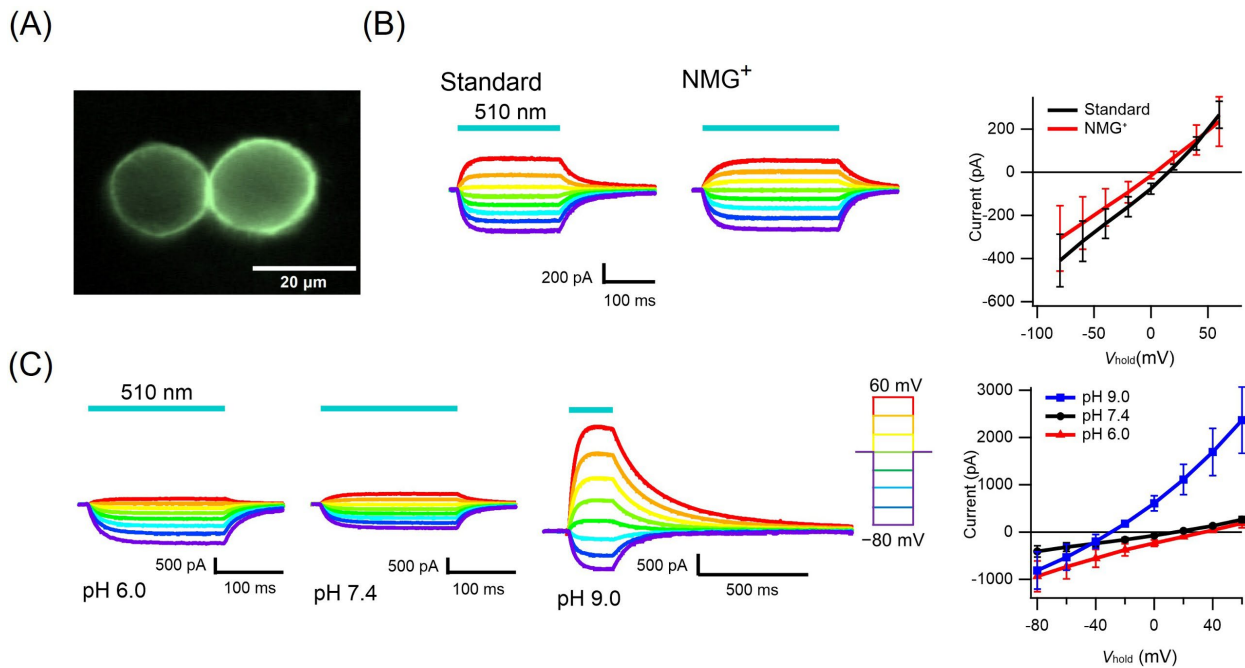 (A)
20 µm
(B)
Standard
NMG⁺
510 nm
200 pA
100 ms
Standard
NMG⁺
Current (pA)
200
0
-200
-400
-600
-100
-50
0
50
Vhold(mV)
(C)
510 nm
500 pA
100 ms
pH 6.0
500 pA
100 ms
pH 7.4
500 pA
500 ms
pH 9.0
60 mV
−80 mV
pH 9.0
pH 7.4
pH 6.0
Current (pA)
3000
2000
1000
0
-1000
-80
-40
0
40
Vhold(mV)